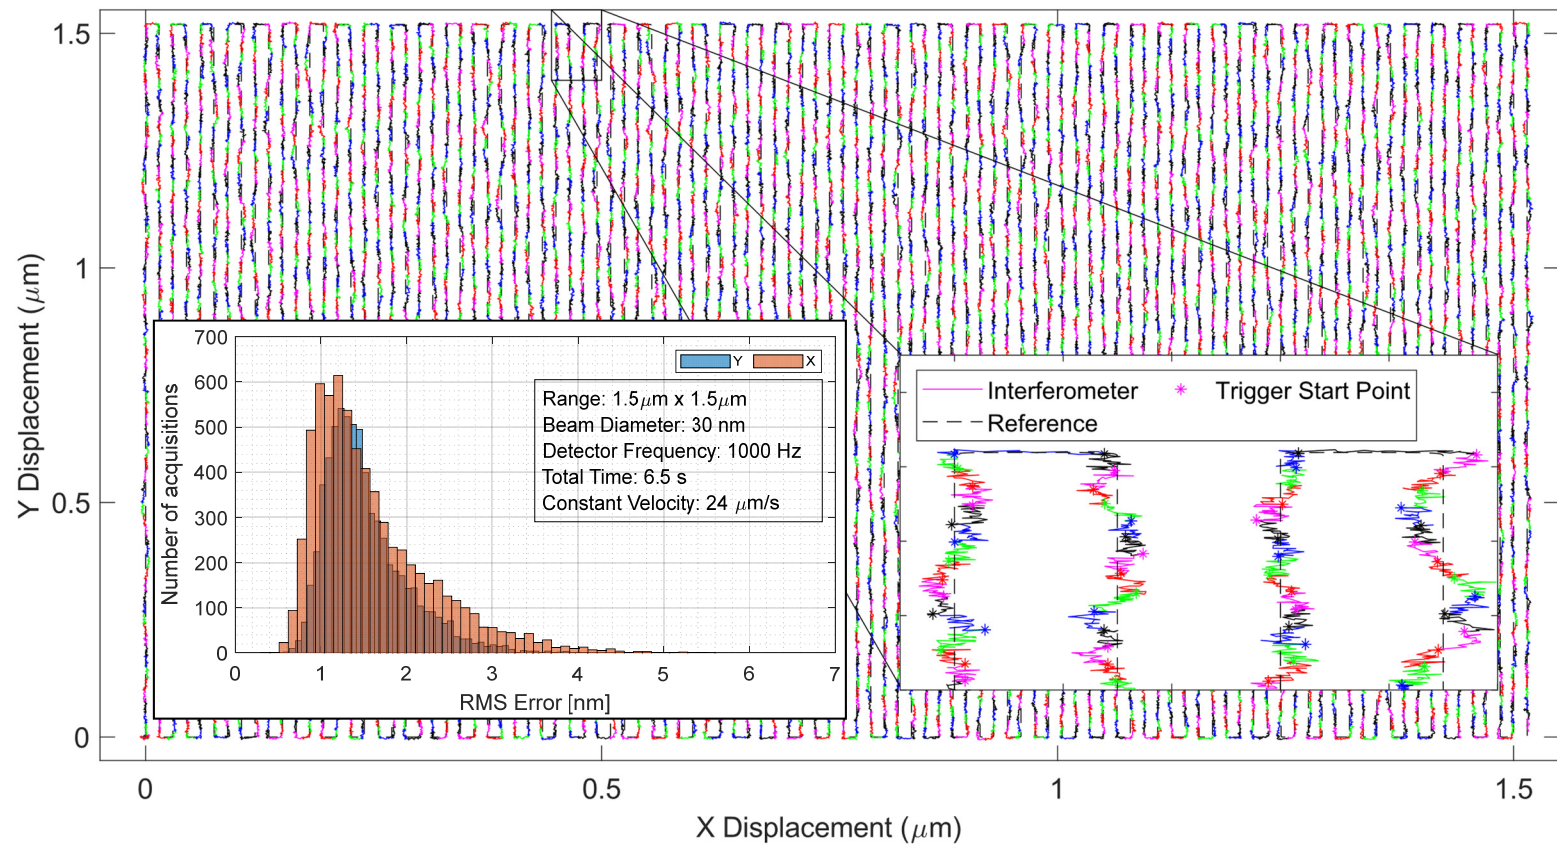 1.5
1
0.5
0
Y Displacement (μm)
0
0.5
1
1.5
X Displacement (μm)
700
600
500
400
300
200
100
0
Number of acquisitions
0
1
2
3
4
5
6
7
RMS Error [nm]
Y X
Range: 1.5μm x 1.5μm
Beam Diameter: 30 nm
Detector Frequency: 1000 Hz
Total Time: 6.5 s
Constant Velocity: 24 μm/s
Interferometer Trigger Start Point
Reference